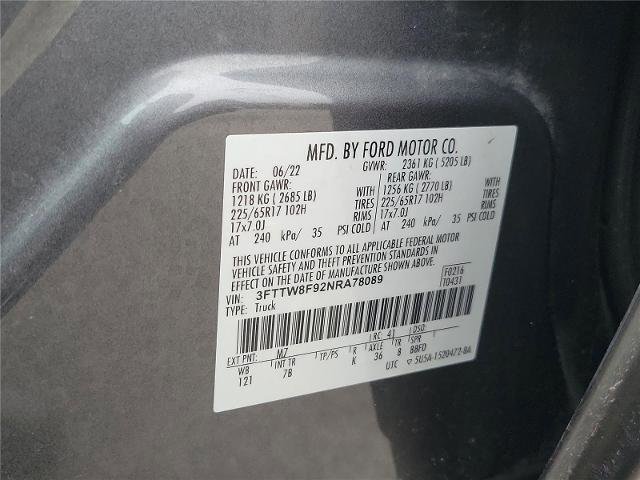 MFD. BY FORD MOTOR CO.
DATE: 06/22 GVWR: 2361 KG ( 5205 LB)
FRONT GAWR: REAR GAWR:
1218 KG ( 2685 LB) WITH 1256 KG ( 2770 LB) WITH
225/65R17 102H TIRES 225/65R17 102H TIRES
17x7.0J RIMS 17x7.0J RIMS
AT 240 kPa/ 35 PSI COLD AT 240 kPa/ 35 PSI COLD
THIS VEHICLE CONFORMS TO ALL APPLICABLE FEDERAL MOTOR
VEHICLE SAFETY AND THEFT PREVENTION STANDARDS IN
EFFECT ON THE DATE OF MANUFACTURE SHOWN ABOVE.
F0216
VIN: 3FTTW8F92NRA78089 T0431
TYPE: Truck
RC: 41 DSO:
EXT PNT: M7
WB INT TR TP/PS R AXLE TR SPR
121 7B K 36 8 BBFD
UTC 5U5A-1520472-BA